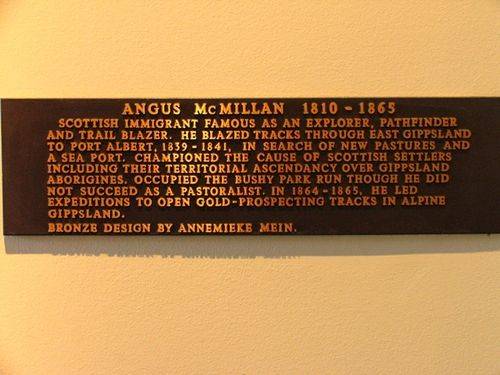 ANGUS McMILLAN 1810 - 1865
SCOTTISH IMMIGRANT FAMOUS AS AN EXPLORER, PATHFINDER
AND TRAIL BLAZER. HE BLAZED TRACKS THROUGH EAST GIPPSLAND
TO PORT ALBERT, 1839 - 1841, IN SEARCH OF NEW PASTURES AND
A SEA PORT. CHAMPIONED THE CAUSE OF SCOTTISH SETTLERS
INCLUDING THEIR TERRITORIAL ASCENDANCY OVER GIPPSLAND
ABORIGINES. OCCUPIED THE BUSHY PARK RUN THOUGH HE DID
NOT SUCCEED AS A PASTORALIST. IN 1864 - 1865, HE LED
EXPEDITIONS TO OPEN GOLD-PROSPECTING TRACKS IN ALPINE
GIPPSLAND.
BRONZE DESIGN BY ANNEMIEKE MEIN.